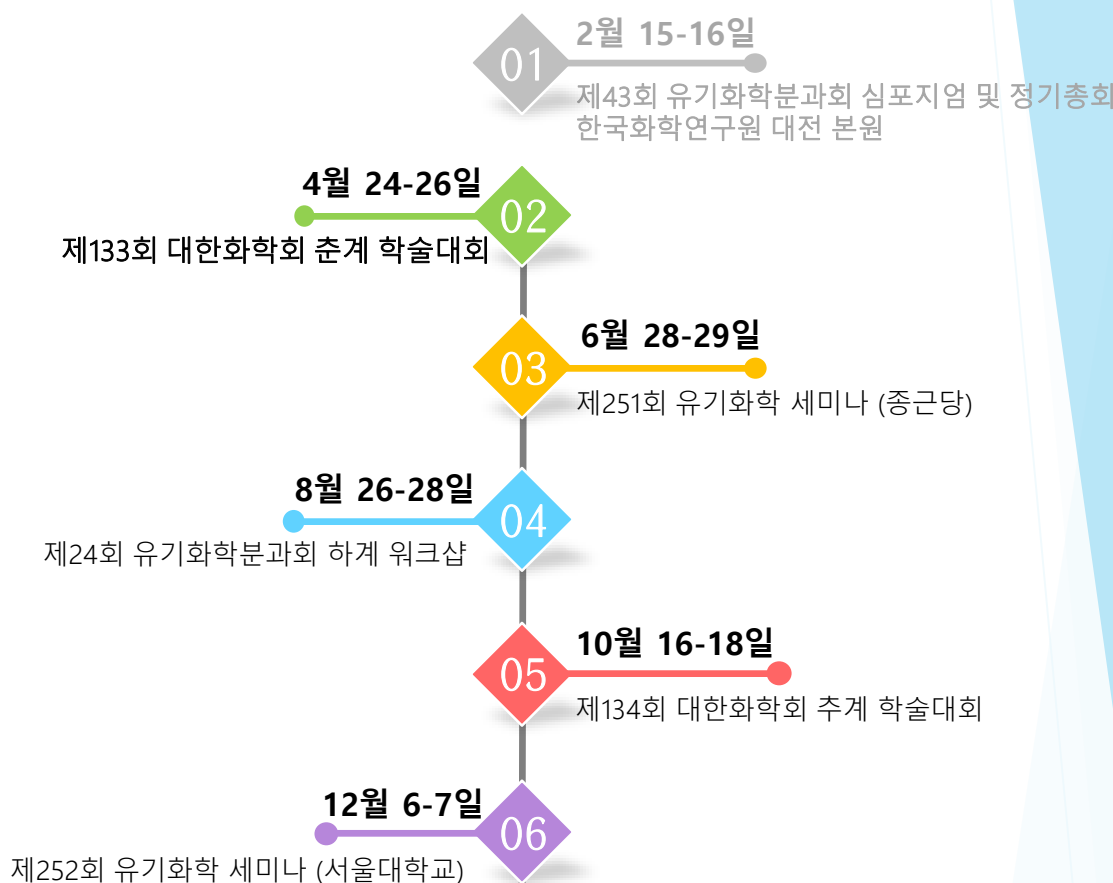 01
2월 15-16일
제43회 유기화학분과회 심포지엄 및 정기총회
한국화학연구원 대전 본원
4월 24-26일
02
제133회 대한화학회 춘계 학술대회
6월 28-29일
03
제251회 유기화학 세미나 (종근당)
8월 26-28일
04
제24회 유기화학분과회 하계 워크샵
10월 16-18일
05
제134회 대한화학회 추계 학술대회
12월 6-7일
06
제252회 유기화학 세미나 (서울대학교)